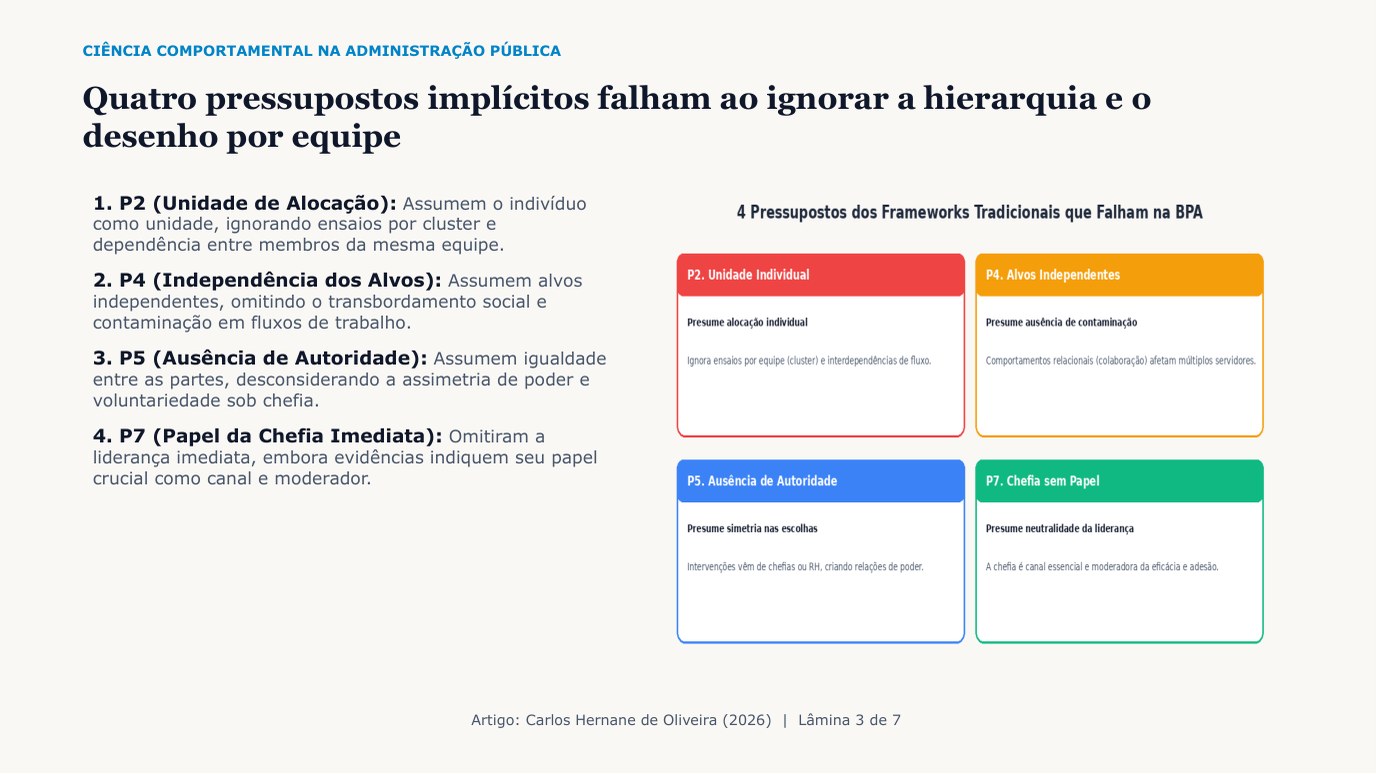 CIÊNCIA COMPORTAMENTAL NA ADMINISTRAÇÃO PÚBLICA
Quatro pressupostos implícitos falham ao ignorar a hierarquia e o
desenho por equipe
1. P2 (Unidade de Alocação): Assumem o indivíduo
como unidade, ignorando ensaios por cluster e
dependência entre membros da mesma equipe.
2. P4 (Independência dos Alvos): Assumem alvos
independentes, omitindo o transbordamento social e
contaminação em fluxos de trabalho.
3. P5 (Ausência de Autoridade): Assumem igualdade
entre as partes, desconsiderando a assimetria de poder e
voluntariedade sob chefia.
4. P7 (Papel da Chefia Imediata): Omitiram a
liderança imediata, embora evidências indiquem seu papel
crucial como canal e moderador.
4 Pressupostos dos Frameworks Tradicionais que Falham na BPA
P2. Unidade Individual
Presume alocação individual
Ignora ensaios por equipe (cluster) e interdependências de fluxo.
P4. Alvos Independentes
Presume ausência de contaminação
Comportamentos relacionais (colaboração) afetam múltiplos servidores.
P5. Ausência de Autoridade
Presume simetria nas escolhas
Intervenções vêm de chefias ou RH, criando relações de poder.
P7. Chefia sem Papel
Presume neutralidade da liderança
A chefia é canal essencial e moderadora da eficácia e adesão.
Artigo: Carlos Hernane de Oliveira (2026) | Lâmina 3 de 7